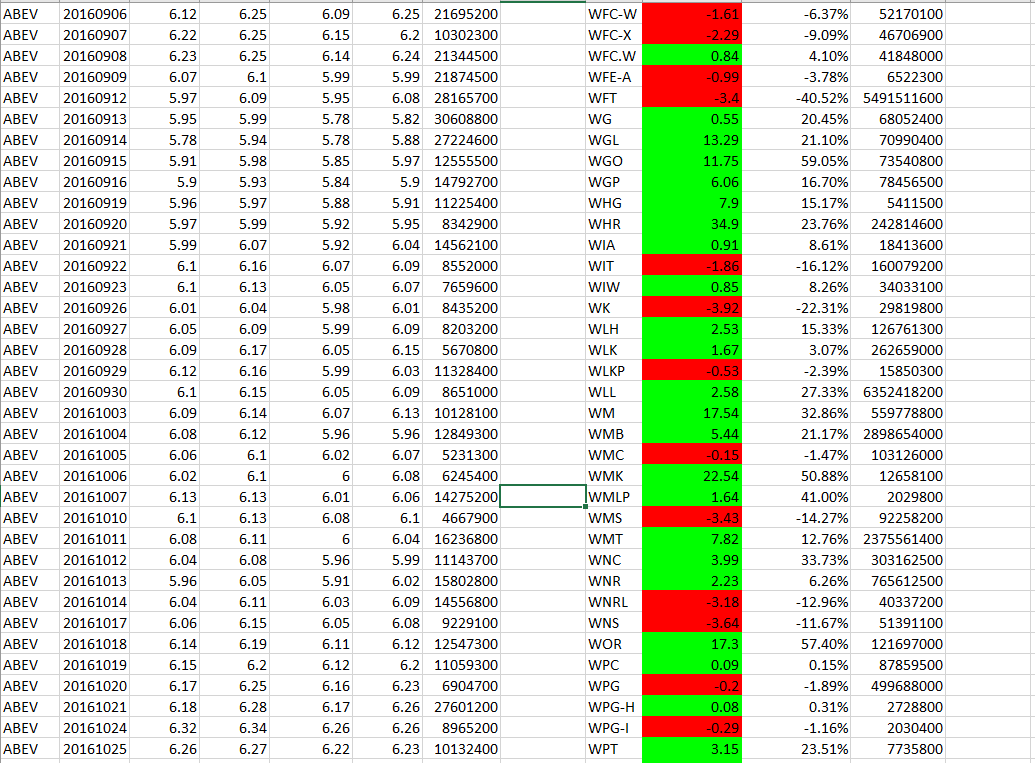 ABEV 20160906 6.12 6.25 6.09 6.25 21695200 WFC-W -1.61 -6.37% 52170100
ABEV 20160907 6.22 6.25 6.15 6.2 10302300 WFC-X -2.29 -9.09% 46706900
ABEV 20160908 6.23 6.25 6.14 6.24 21344500 WFC.W 0.84 4.10% 41848000
ABEV 20160909 6.07 6.1 5.99 5.99 21874500 WFE-A -0.99 -3.78% 6522300
ABEV 20160912 5.97 6.09 5.95 6.08 28165700 WFT -3.4 -40.52% 5491511600
ABEV 20160913 5.95 5.99 5.78 5.82 30608800 WG 0.55 20.45% 68052400
ABEV 20160914 5.78 5.94 5.78 5.88 27224600 WGL 13.29 21.10% 70990400
ABEV 20160915 5.91 5.98 5.85 5.97 12555500 WGO 11.75 59.05% 73540800
ABEV 20160916 5.9 5.93 5.84 5.9 14792700 WGP 6.06 16.70% 78456500
ABEV 20160919 5.96 5.97 5.88 5.91 11225400 WHG 7.9 15.17% 5411500
ABEV 20160920 5.97 5.99 5.92 5.95 8342900 WHR 34.9 23.76% 242814600
ABEV 20160921 5.99 6.07 5.92 6.04 14562100 WIA 0.91 8.61% 18413600
ABEV 20160922 6.1 6.16 6.07 6.09 8552000 WIT -1.86 -16.12% 160079200
ABEV 20160923 6.1 6.13 6.05 6.07 7659600 WIW 0.85 8.26% 34033100
ABEV 20160926 6.01 6.04 5.98 6.01 8435200 WK -3.92 -22.31% 29819800
ABEV 20160927 6.05 6.09 5.99 6.09 8203200 WLH 2.53 15.33% 126761300
ABEV 20160928 6.09 6.17 6.05 6.15 5670800 WLK 1.67 3.07% 262659000
ABEV 20160929 6.12 6.16 5.99 6.03 11328400 WLKP -0.53 -2.39% 15850300
ABEV 20160930 6.1 6.15 6.05 6.09 8651000 WLL 2.58 27.33% 6352418200
ABEV 20161003 6.09 6.14 6.07 6.13 10128100 WM 17.54 32.86% 559778800
ABEV 20161004 6.08 6.12 5.96 5.96 12849300 WMB 5.44 21.17% 2898654000
ABEV 20161005 6.06 6.1 6.02 6.07 5231300 WMC -0.15 -1.47% 103126000
ABEV 20161006 6.02 6.1 6 6.08 6245400 WMK 22.54 50.88% 12658100
ABEV 20161007 6.13 6.13 6.01 6.06 14275200 WMLP 1.64 41.00% 2029800
ABEV 20161010 6.1 6.13 6.08 6.1 4667900 WMS -3.43 -14.27% 92258200
ABEV 20161011 6.08 6.11 6 6.04 16236800 WMT 7.82 12.76% 2375561400
ABEV 20161012 6.04 6.08 5.96 5.99 11143700 WNC 3.99 33.73% 303162500
ABEV 20161013 5.96 6.05 5.91 6.02 15802800 WNR 2.23 6.26% 765612500
ABEV 20161014 6.04 6.11 6.03 6.09 14556800 WNRL -3.18 -12.96% 40337200
ABEV 20161017 6.06 6.15 6.05 6.08 9229100 WNS -3.64 -11.67% 51391100
ABEV 20161018 6.14 6.19 6.11 6.12 12547300 WOR 17.3 57.40% 121697000
ABEV 20161019 6.15 6.2 6.12 6.2 11059300 WPC 0.09 0.15% 87859500
ABEV 20161020 6.17 6.25 6.16 6.23 6904700 WPG -0.2 -1.89% 499688000
ABEV 20161021 6.18 6.28 6.17 6.26 27601200 WPG-H 0.08 0.31% 2728800
ABEV 20161024 6.32 6.34 6.26 6.26 8965200 WPG-I -0.29 -1.16% 2030400
ABEV 20161025 6.26 6.27 6.22 6.23 10132400 WPT 3.15 23.51% 7735800